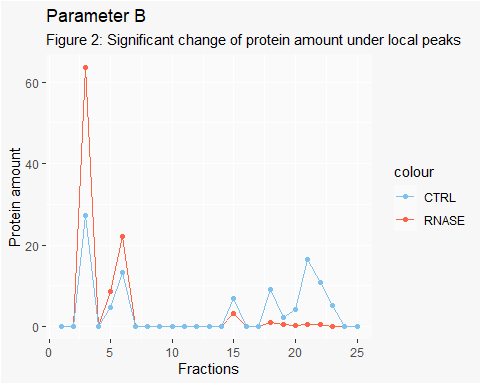 Parameter B
Figure 2: Significant change of protein amount under local peaks
60
40
20
0
Protein amount
0 5 10 15 20 25
Fractions
colour
CTRL
RNASE